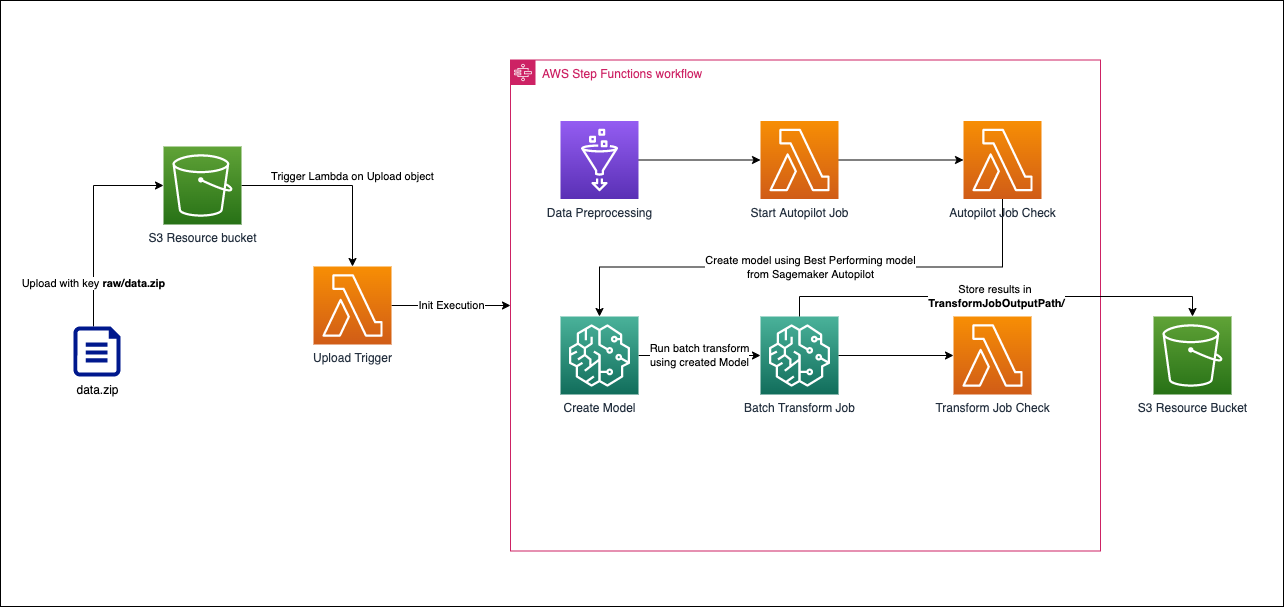 AWS Step Functions workflow
Trigger Lambda on Upload object
S3 Resource bucket
Upload with key raw/data.zip
data.zip
Upload Trigger
Init Execution
Data Preprocessing
Start Autopilot Job
Autopilot Job Check
Create model using Best Performing model
from Sagemaker Autopilot
Store results in
TransformJobOutputPath/
Run batch transform
using created Model
Create Model
Batch Transform Job
Transform Job Check
S3 Resource Bucket